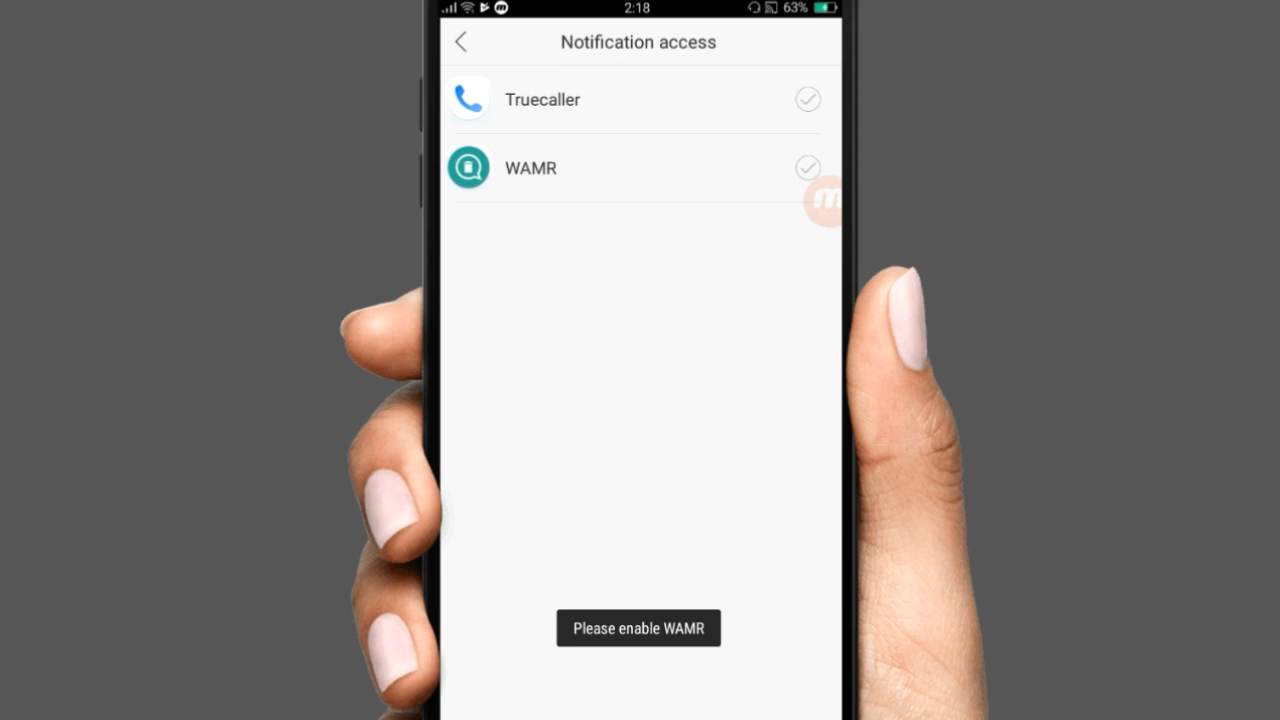 2:18
63%
Notification access
Truecaller
WAMR
Please enable WAMR